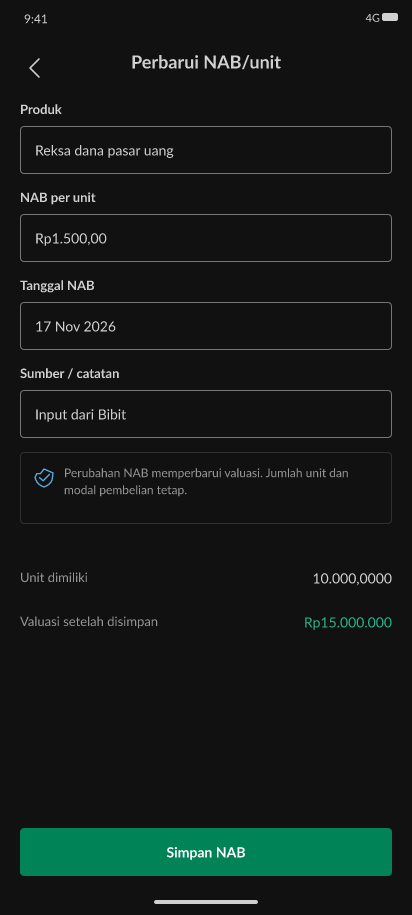 9:41
4G
Perbarui NAB/unit
Produk
Reksa dana pasar uang
NAB per unit
Rp1.500,00
Tanggal NAB
17 Nov 2026
Sumber / catatan
Input dari Bibit
Perubahan NAB memperbarui valuasi. Jumlah unit dan
modal pembelian tetap.
Unit dimiliki
10.000,0000
Valuasi setelah disimpan
Rp15.000.000
Simpan NAB